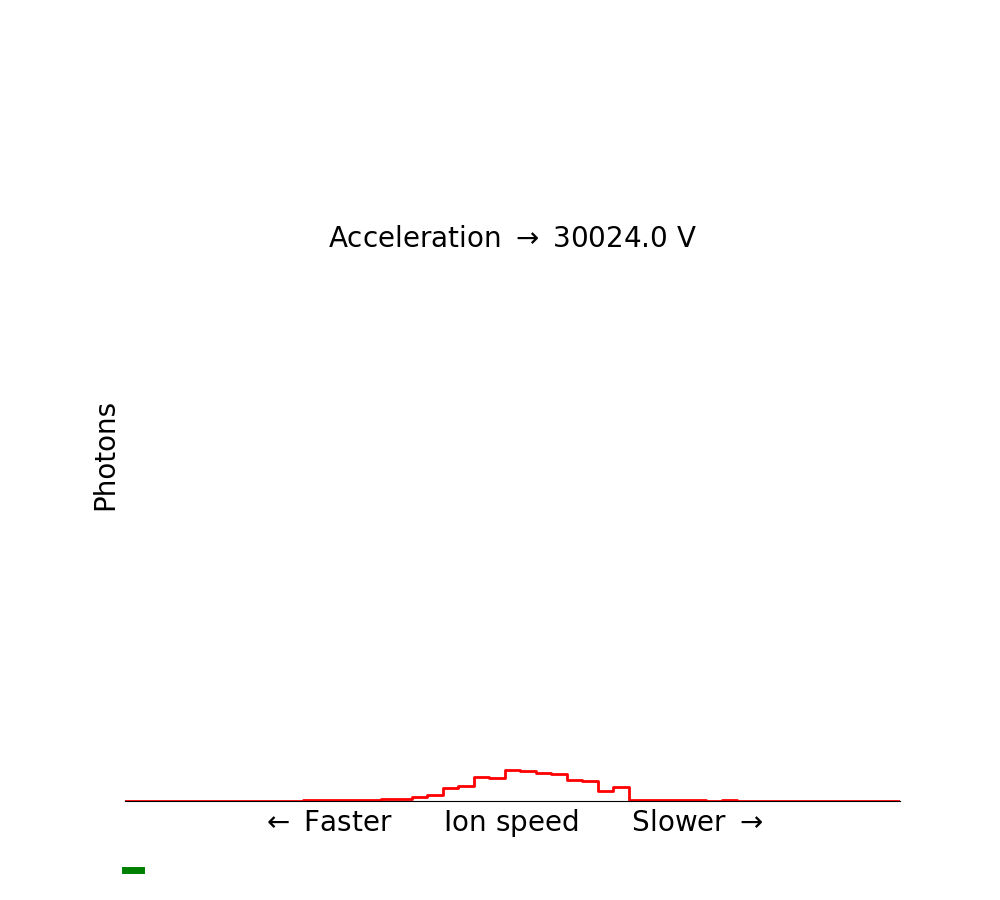 Acceleration → 30024.0 V
Photons
← Faster Ion speed Slower →